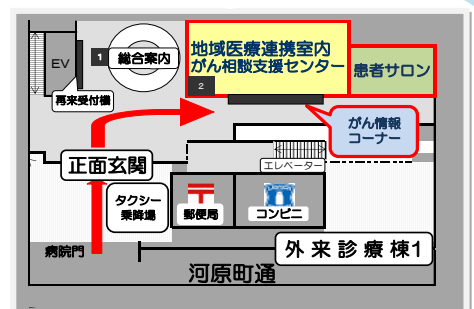 EV
1
総合案内
再来受付機
地域医療連携室内
がん相談支援センター
2
患者サロン
がん情報
コーナー
正面玄関
エレベーター
タクシー
乗降場
郵便局
コンビニ
病院門
外来診療棟1
河原町通